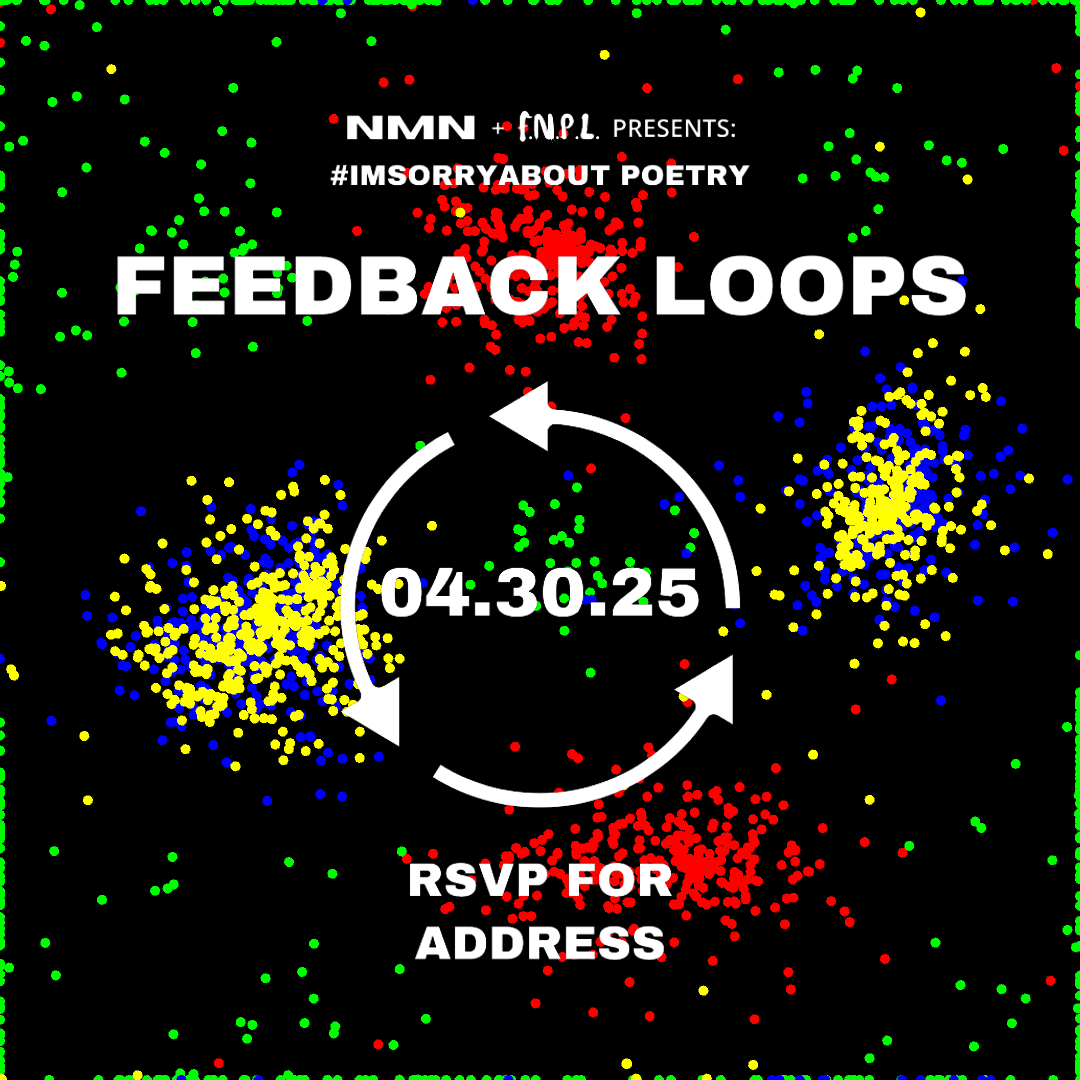 NMN + F.N.P.L. PRESENTS:
#IMSORRYABOUT POETRY
FEEDBACK LOOPS
04.30.25
RSVP FOR
ADDRESS